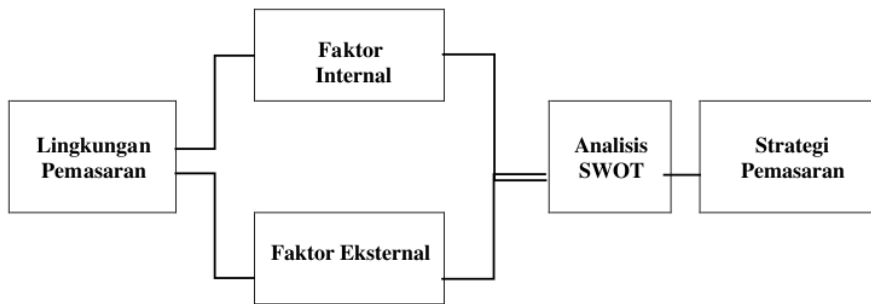 Faktor
Internal
Lingkungan
Pemasaran
Analisis
SWOT
Strategi
Pemasaran
Faktor Eksternal